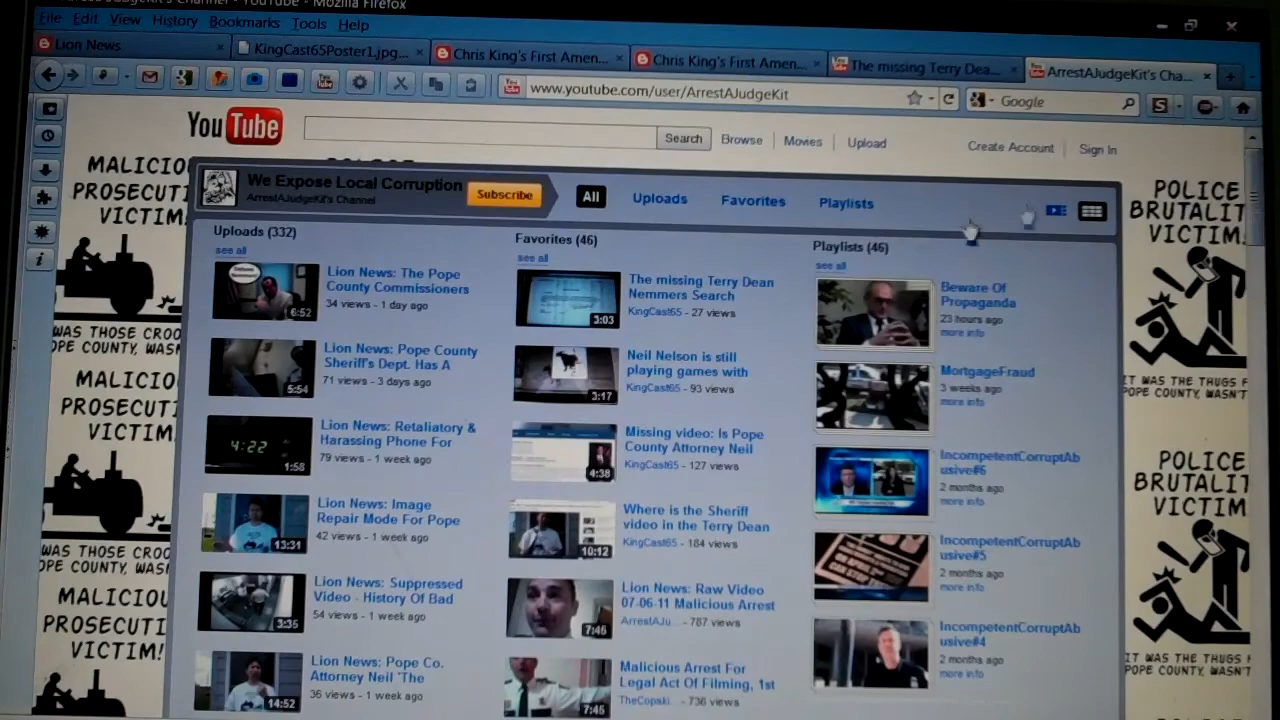 YouTube - Mozilla Firefox
File Edit View History Bookmarks Tools Help
Lion News
KingCast65Poster1.jpg...
Chris King's First Amen...
Chris King's First Amen...
The missing Terry Dea...
ArrestAJudgeKit's Cha...
www.youtube.com/user/ArrestAJudgeKit
Google
YouTube
Search
Browse
Movies
Upload
Create Account
Sign In
We Expose Local Corruption
ArrestAJudgeKit's Channel
Subscribe
All
Uploads
Favorites
Playlists
Uploads (332)
see all
6:52
Lion News: The Pope
County Commissioners
34 views - 1 day ago
5:54
Lion News: Pope County
Sheriff's Dept. Has A
71 views - 3 days ago
4:22
1:58
Lion News: Retaliatory &
Harassing Phone For
79 views - 1 week ago
13:31
Lion News: Image
Repair Mode For Pope
42 views - 1 week ago
3:35
Lion News: Suppressed
Video - History Of Bad
54 views - 1 week ago
14:52
Lion News: Pope Co.
Attorney Neil 'The
36 views - 1 week ago
Favorites (46)
see all
3:03
The missing Terry Dean
Nemmers Search
KingCast65 - 27 views
3:17
Neil Nelson is still
playing games with
KingCast65 - 93 views
4:38
Missing video: Is Pope
County Attorney Neil
KingCast65 - 127 views
10:12
Where is the Sheriff
video in the Terry Dean
KingCast65 - 184 views
7:45
Lion News: Raw Video
07-06-11 Malicious Arrest
ArrestAJu... - 787 views
7:45
Malicious Arrest For
Legal Act Of Filming, 1st
TheCopski... - 736 views
Playlists (46)
see all
Beware Of
Propaganda
23 hours ago
more info
MortgageFraud
3 weeks ago
more info
IncompetentCorruptAb
usive#6
2 months ago
more info
IncompetentCorruptAb
usive#5
2 months ago
more info
IncompetentCorruptAb
usive#4
2 months ago
more info
MALICIOU
PROSECUTI
VICTIM!
WAS THOSE CROO
OPE COUNTY, WASN'T
MALICIOU
PROSECUTI
VICTIM!
WAS THOSE CROO
OPE COUNTY, WASN'T
MALICIOU
PROSECUTI
VICTIM!
POLICE
BRUTALIT
VICTIM.
IT WAS THE THUGS F
POPE COUNTY, WASN'T
POLICE
BRUTALIT
VICTIM
IT WAS THE THUGS F
POPE COUNTY, WASN'T